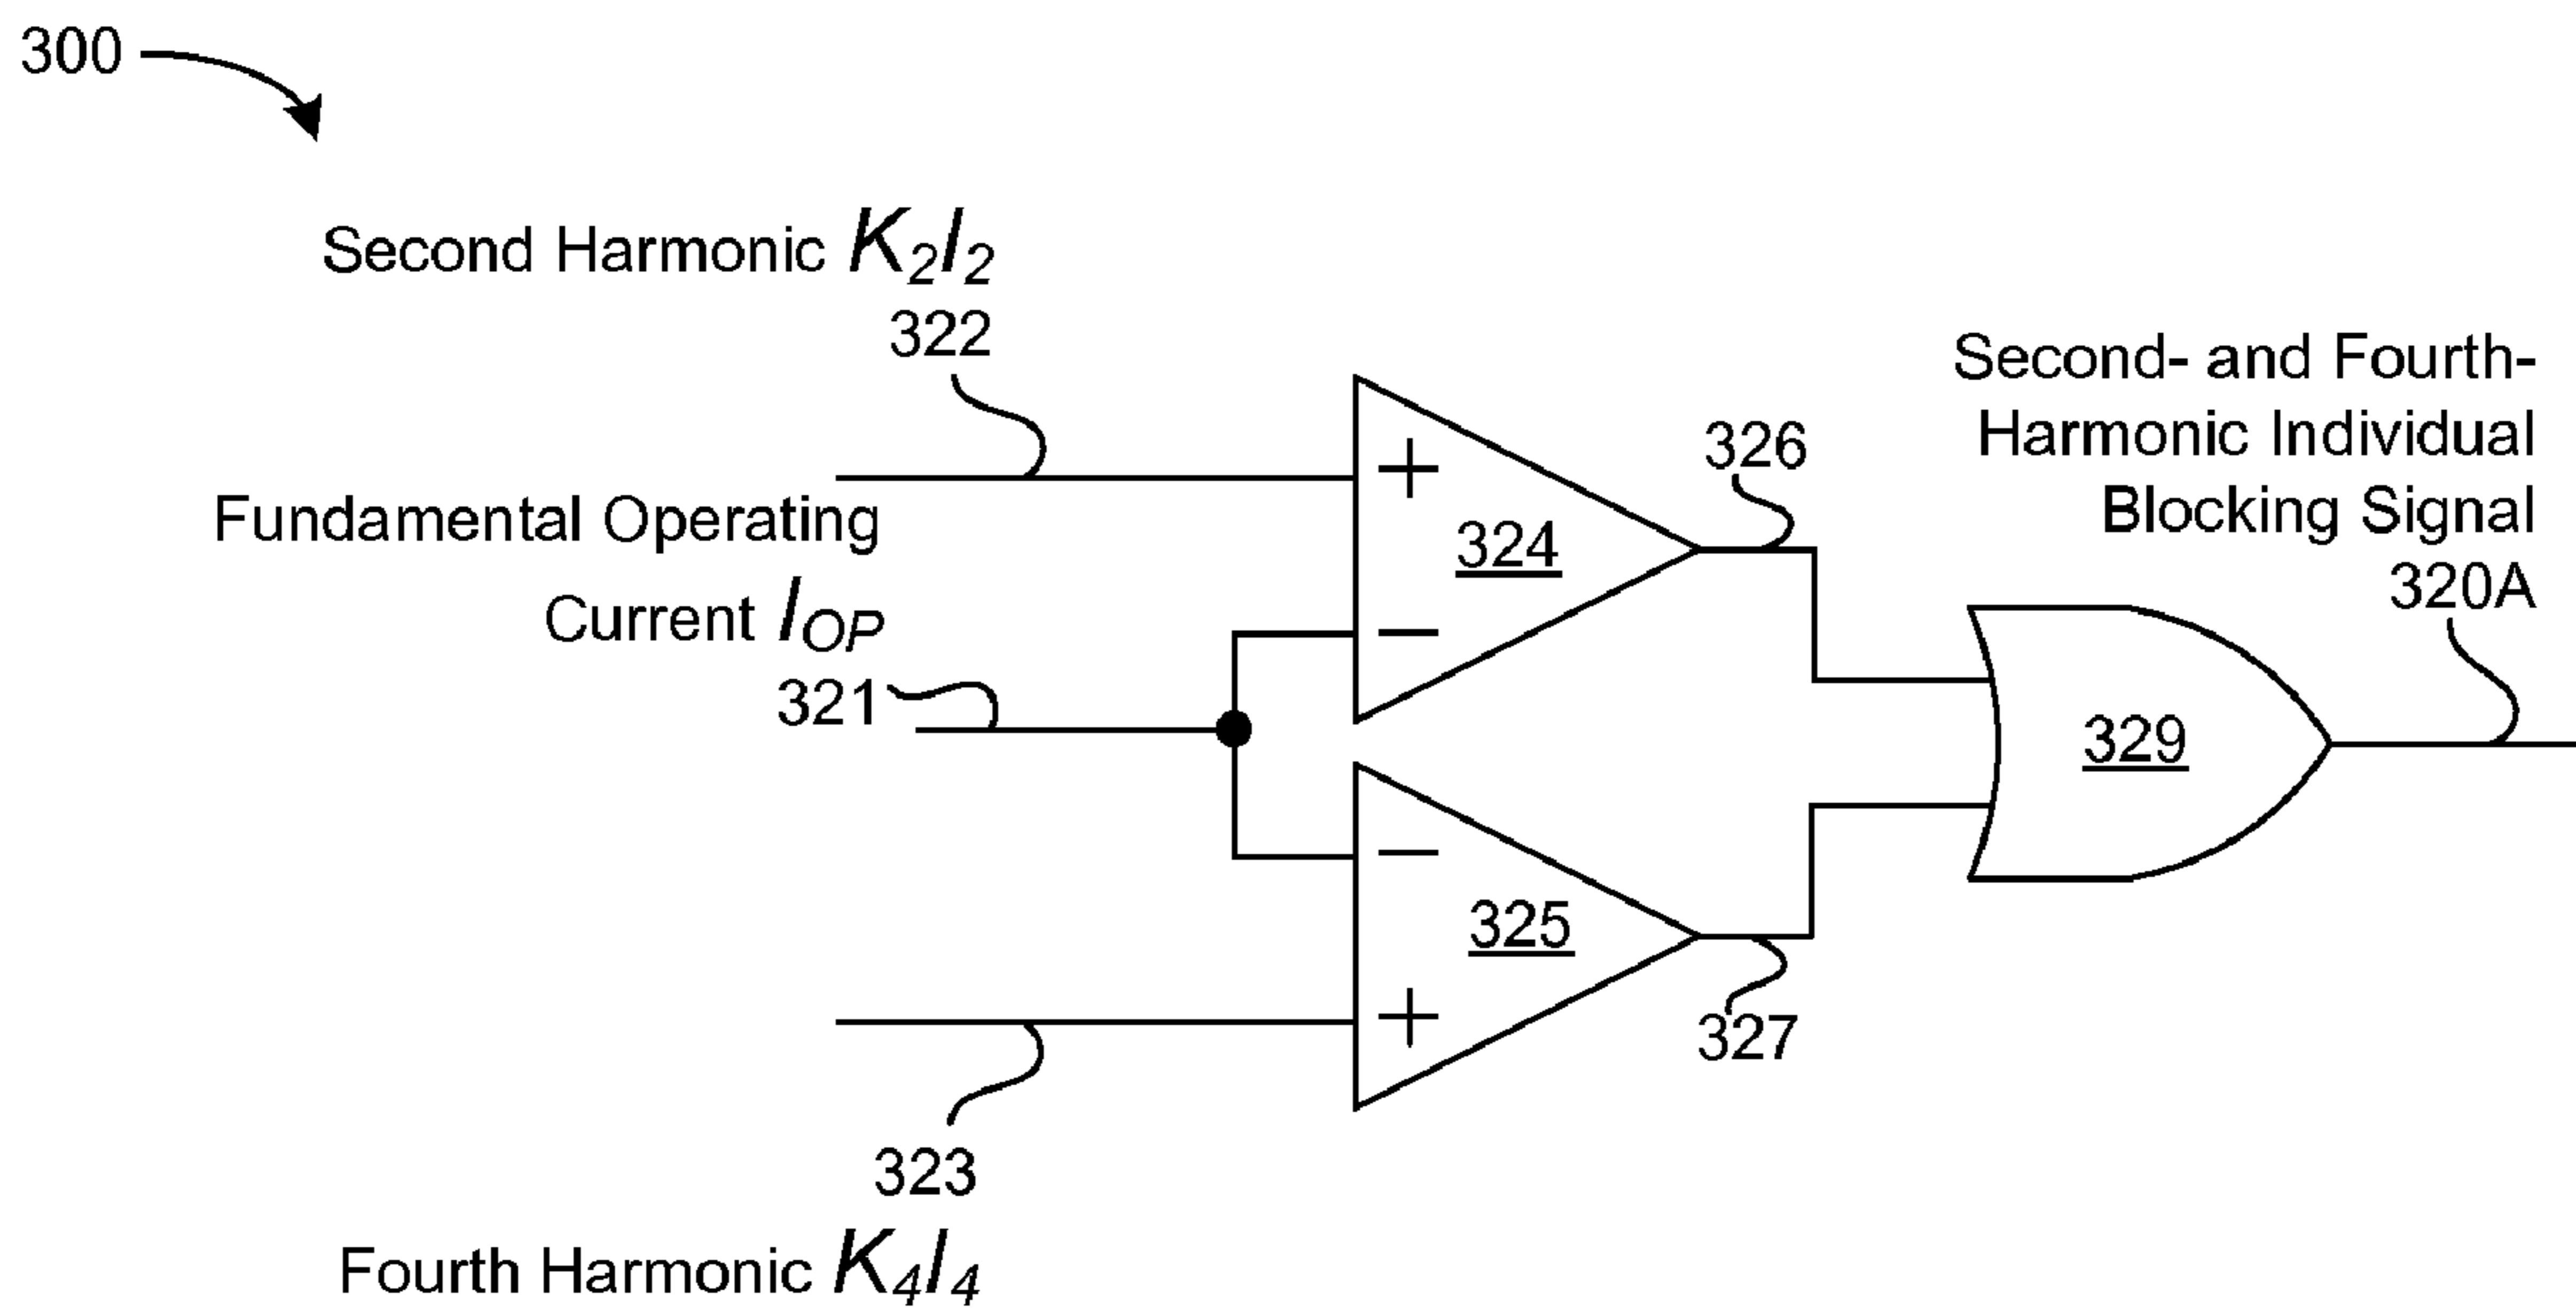 300
Second Harmonic K2I2
322
Fundamental Operating
Current IOP
321
324
+
−
325
−
+
323
Fourth Harmonic K4I4
326
327
329
Second- and Fourth-
Harmonic Individual
Blocking Signal
320A